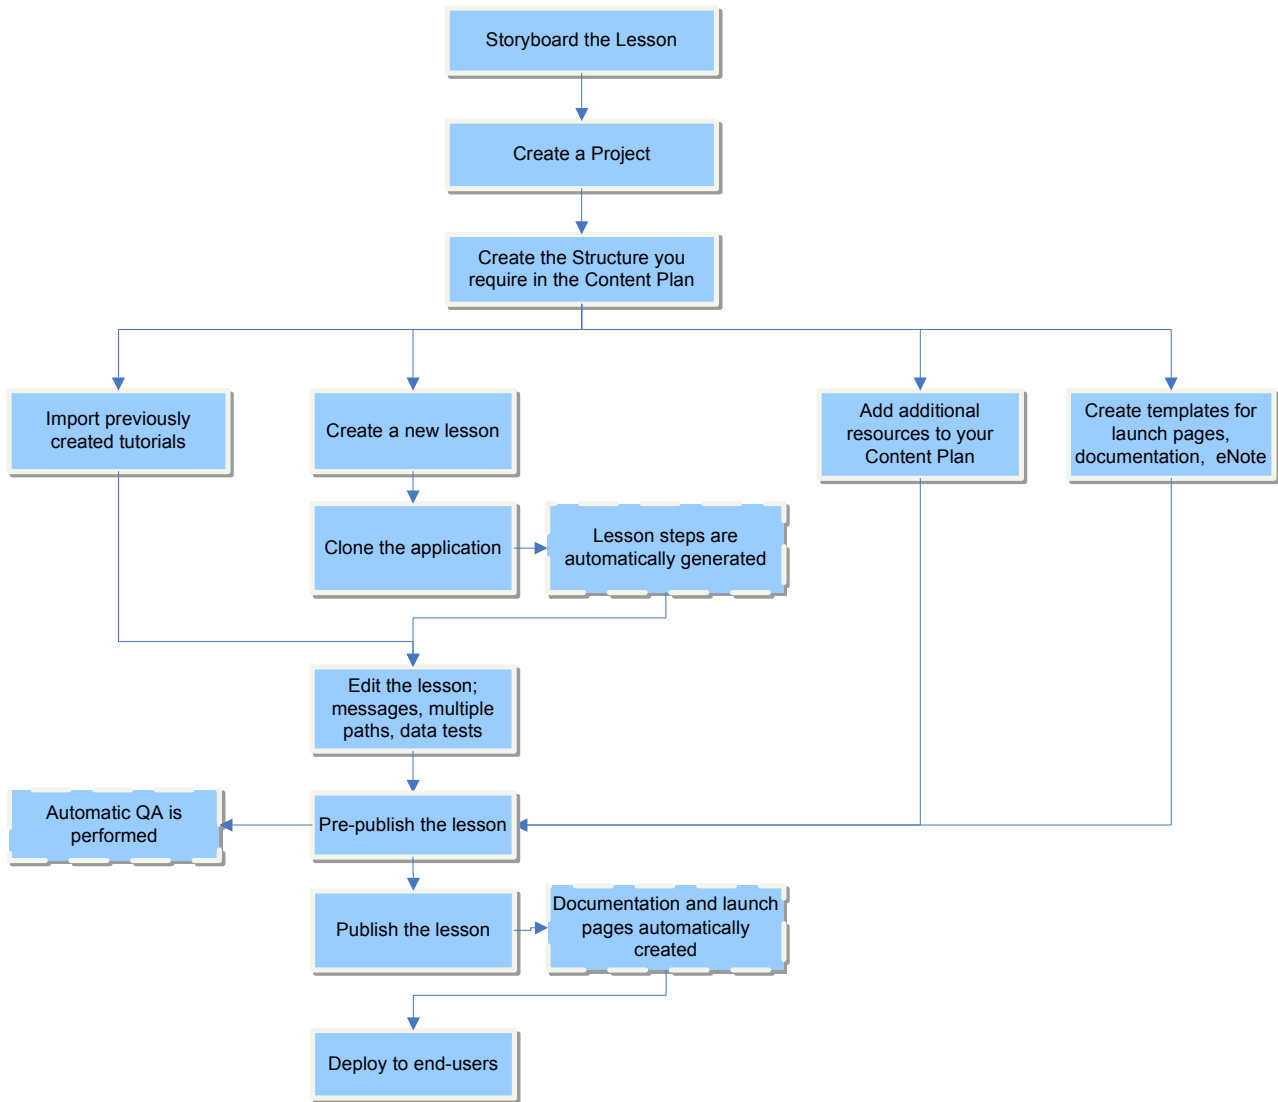 Storyboard the Lesson
Create a Project
Create the Structure you
require in the Content Plan
Import previously
created tutorials
Create a new lesson
Add additional
resources to your
Content Plan
Create templates for
launch pages,
documentation,  eNote
Clone the application
Lesson steps are
automatically generated
Edit the lesson;
messages, multiple
paths, data tests
Automatic QA is
performed
Pre-publish the lesson
Publish the lesson
Documentation and launch
pages automatically
created
Deploy to end-users